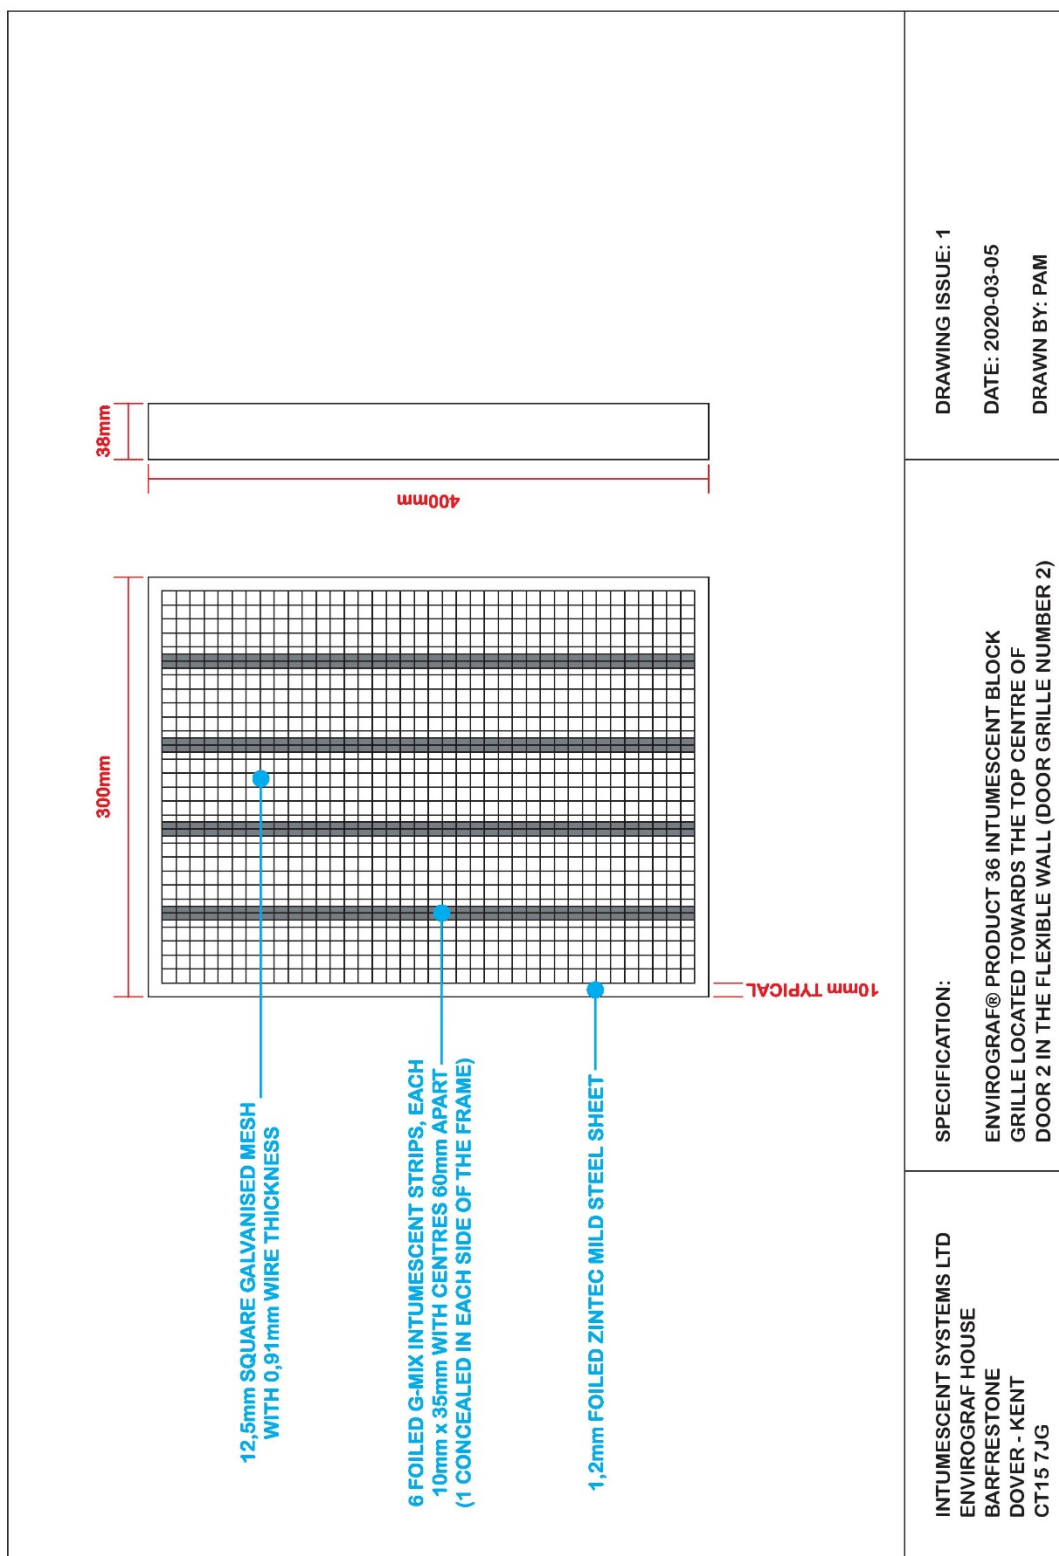 38mm
400mm
300mm
10mm TYPICAL
12,5mm SQUARE GALVANISED MESH
WITH 0,91mm WIRE THICKNESS
6 FOILED G-MIX INTUMESCENT STRIPS, EACH
10mm x 35mm WITH CENTRES 60mm APART
(1 CONCEALED IN EACH SIDE OF THE FRAME)
1,2mm FOILED ZINTEC MILD STEEL SHEET
INTUMESCENT SYSTEMS LTD
ENVIROGRAF HOUSE
BARFRESTONE
DOVER - KENT
CT15 7JG
SPECIFICATION:
ENVIROGRAF® PRODUCT 36 INTUMESCENT BLOCK
GRILLE LOCATED TOWARDS THE TOP CENTRE OF
DOOR 2 IN THE FLEXIBLE WALL (DOOR GRILLE NUMBER 2)
DRAWING ISSUE: 1
DATE: 2020-03-05
DRAWN BY: PAM